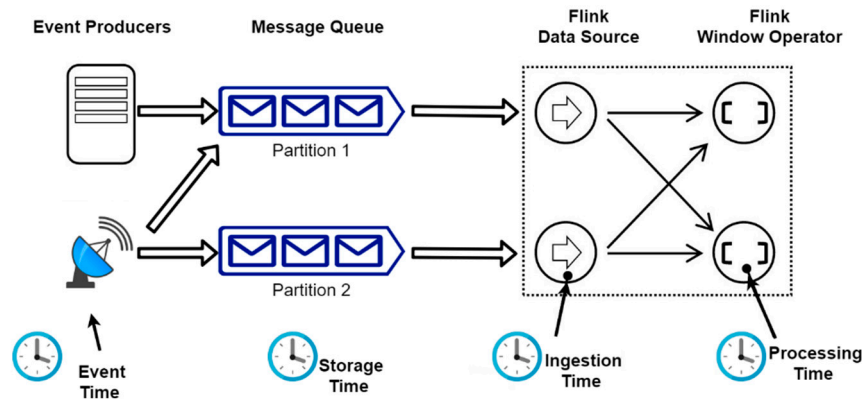 Event Producers
Message Queue
Flink
Data Source
Flink
Window Operator
Partition 1
Partition 2
Event
Time
Storage
Time
Ingestion
Time
Processing
Time